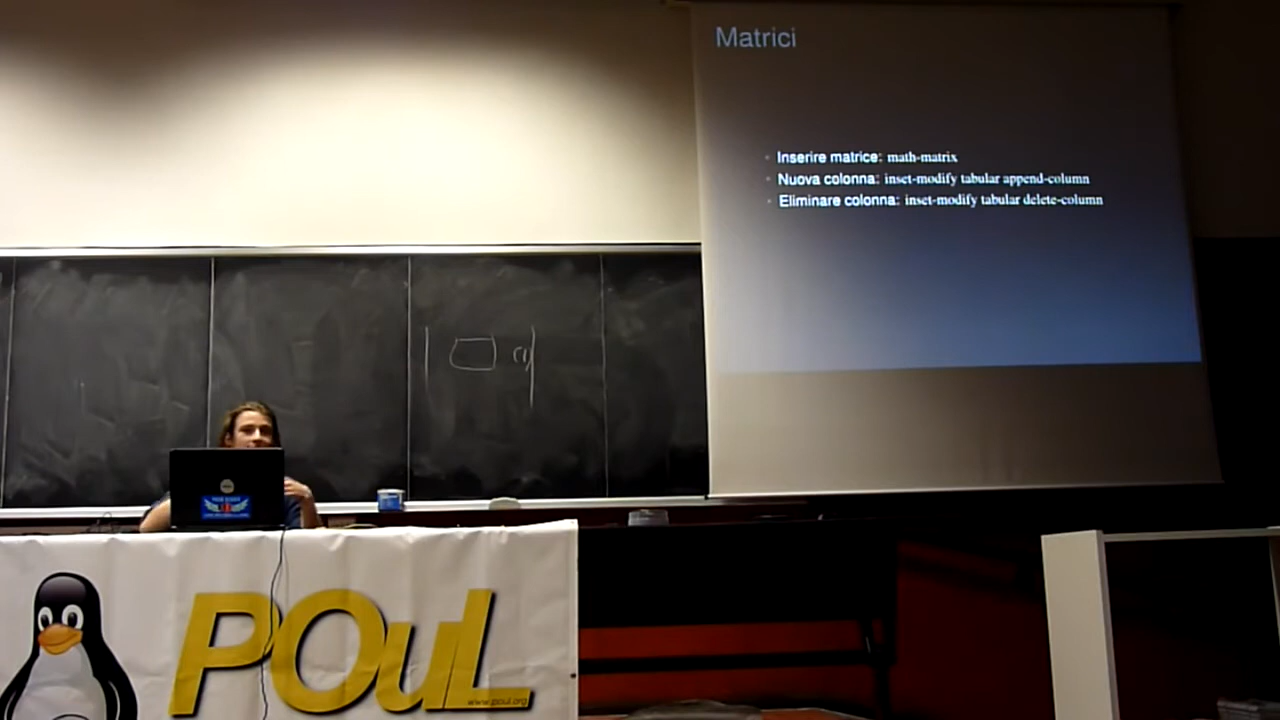 Matrici
Inserire matrice: math-matrix
Nuova colonna: inset-modify tabular append-column
Eliminare colonna: inset-modify tabular delete-column
POuL
www.poul.org